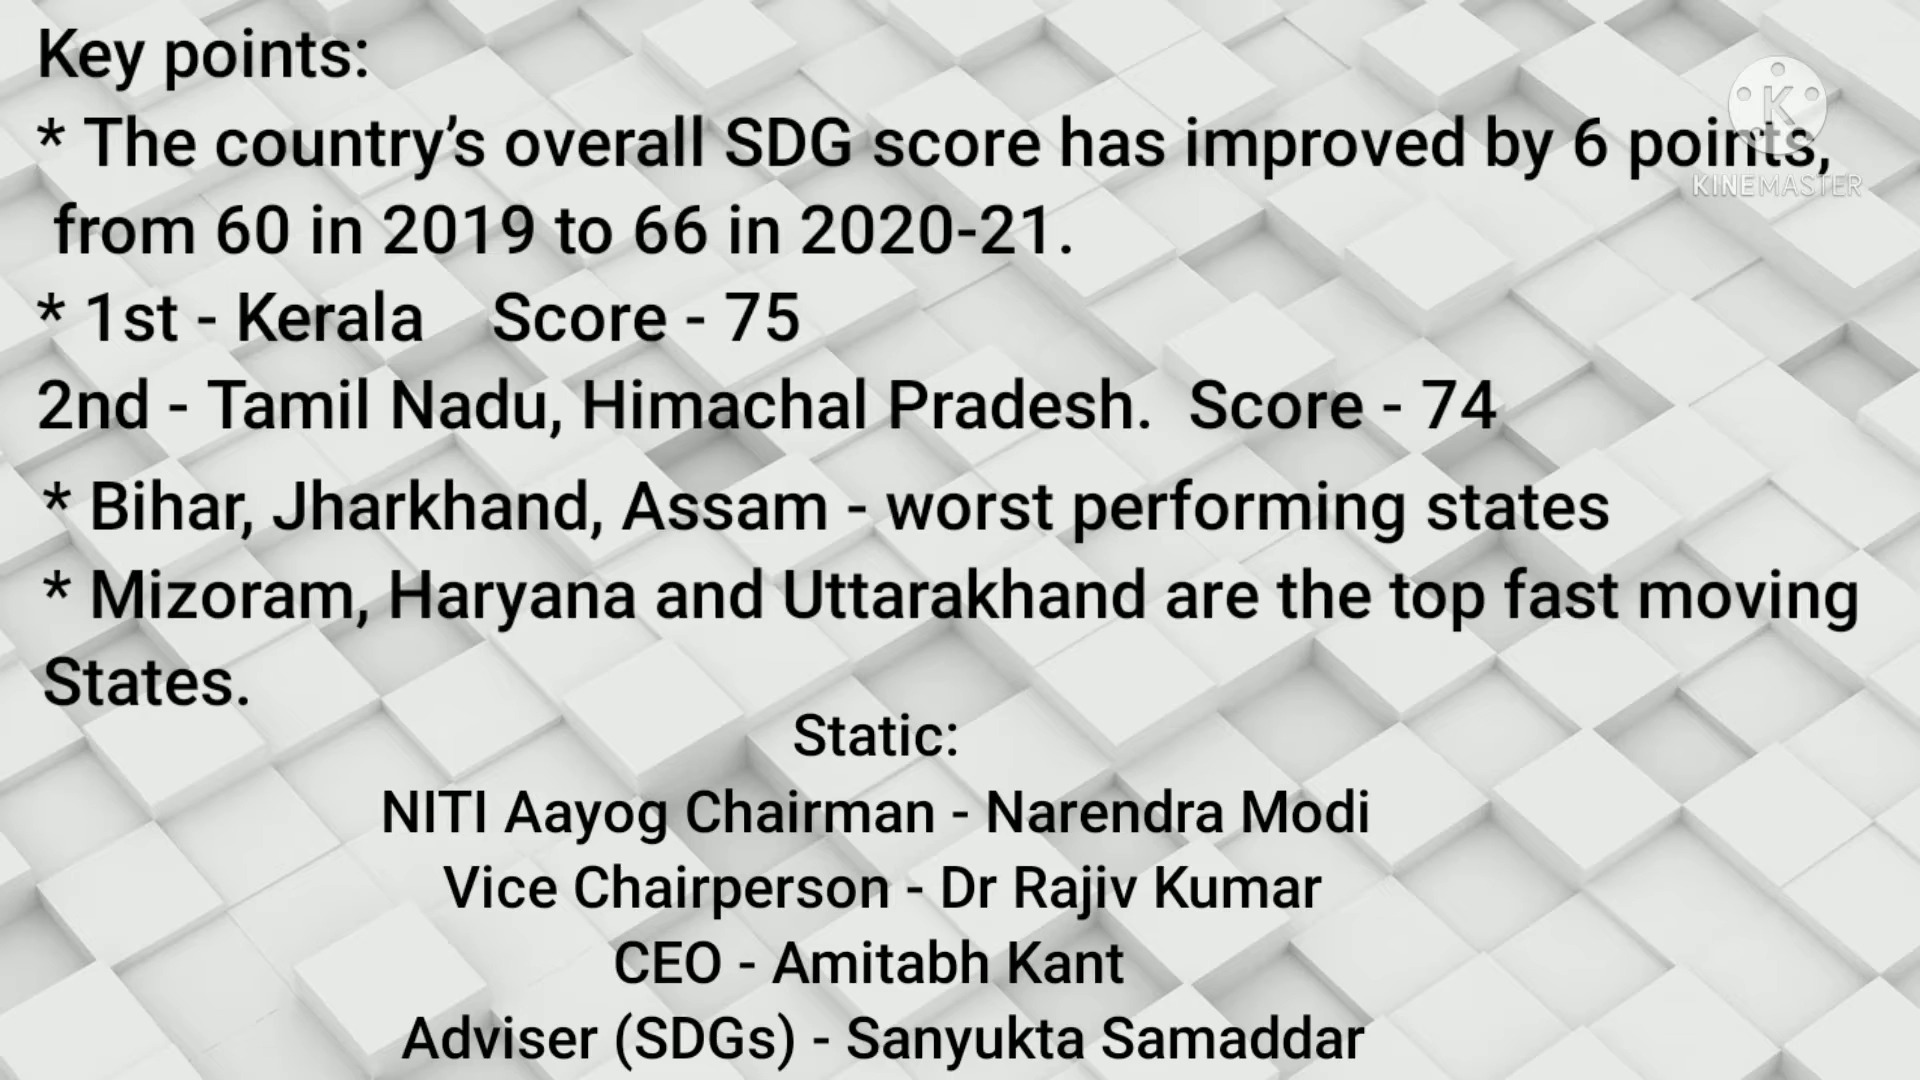 Key points:
* The country’s overall SDG score has improved by 6 points,
from 60 in 2019 to 66 in 2020-21.
* 1st - Kerala Score - 75
2nd - Tamil Nadu, Himachal Pradesh. Score - 74
* Bihar, Jharkhand, Assam - worst performing states
* Mizoram, Haryana and Uttarakhand are the top fast moving
States.
Static:
NITI Aayog Chairman - Narendra Modi
Vice Chairperson - Dr Rajiv Kumar
CEO - Amitabh Kant
Adviser (SDGs) - Sanyukta Samaddar
K
KINEMASTER